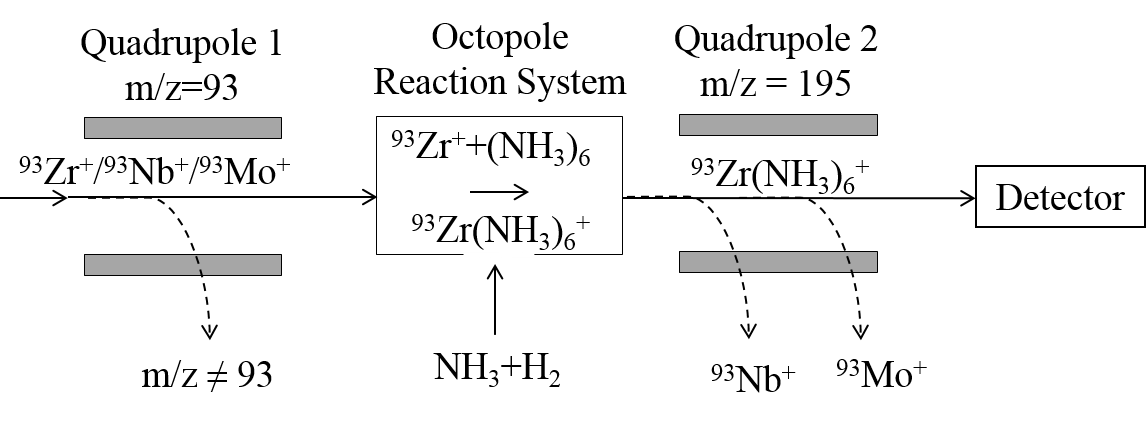 Quadrupole 1
m/z=93
Octopole
Reaction System
Quadrupole 2
m/z = 195
⁹³Zr⁺/⁹³Nb⁺/⁹³Mo⁺
⁹³Zr⁺+(NH₃)₆
⁹³Zr(NH₃)₆⁺
⁹³Zr(NH₃)₆⁺
Detector
m/z ≠ 93
NH₃+H₂
⁹³Nb⁺
⁹³Mo⁺